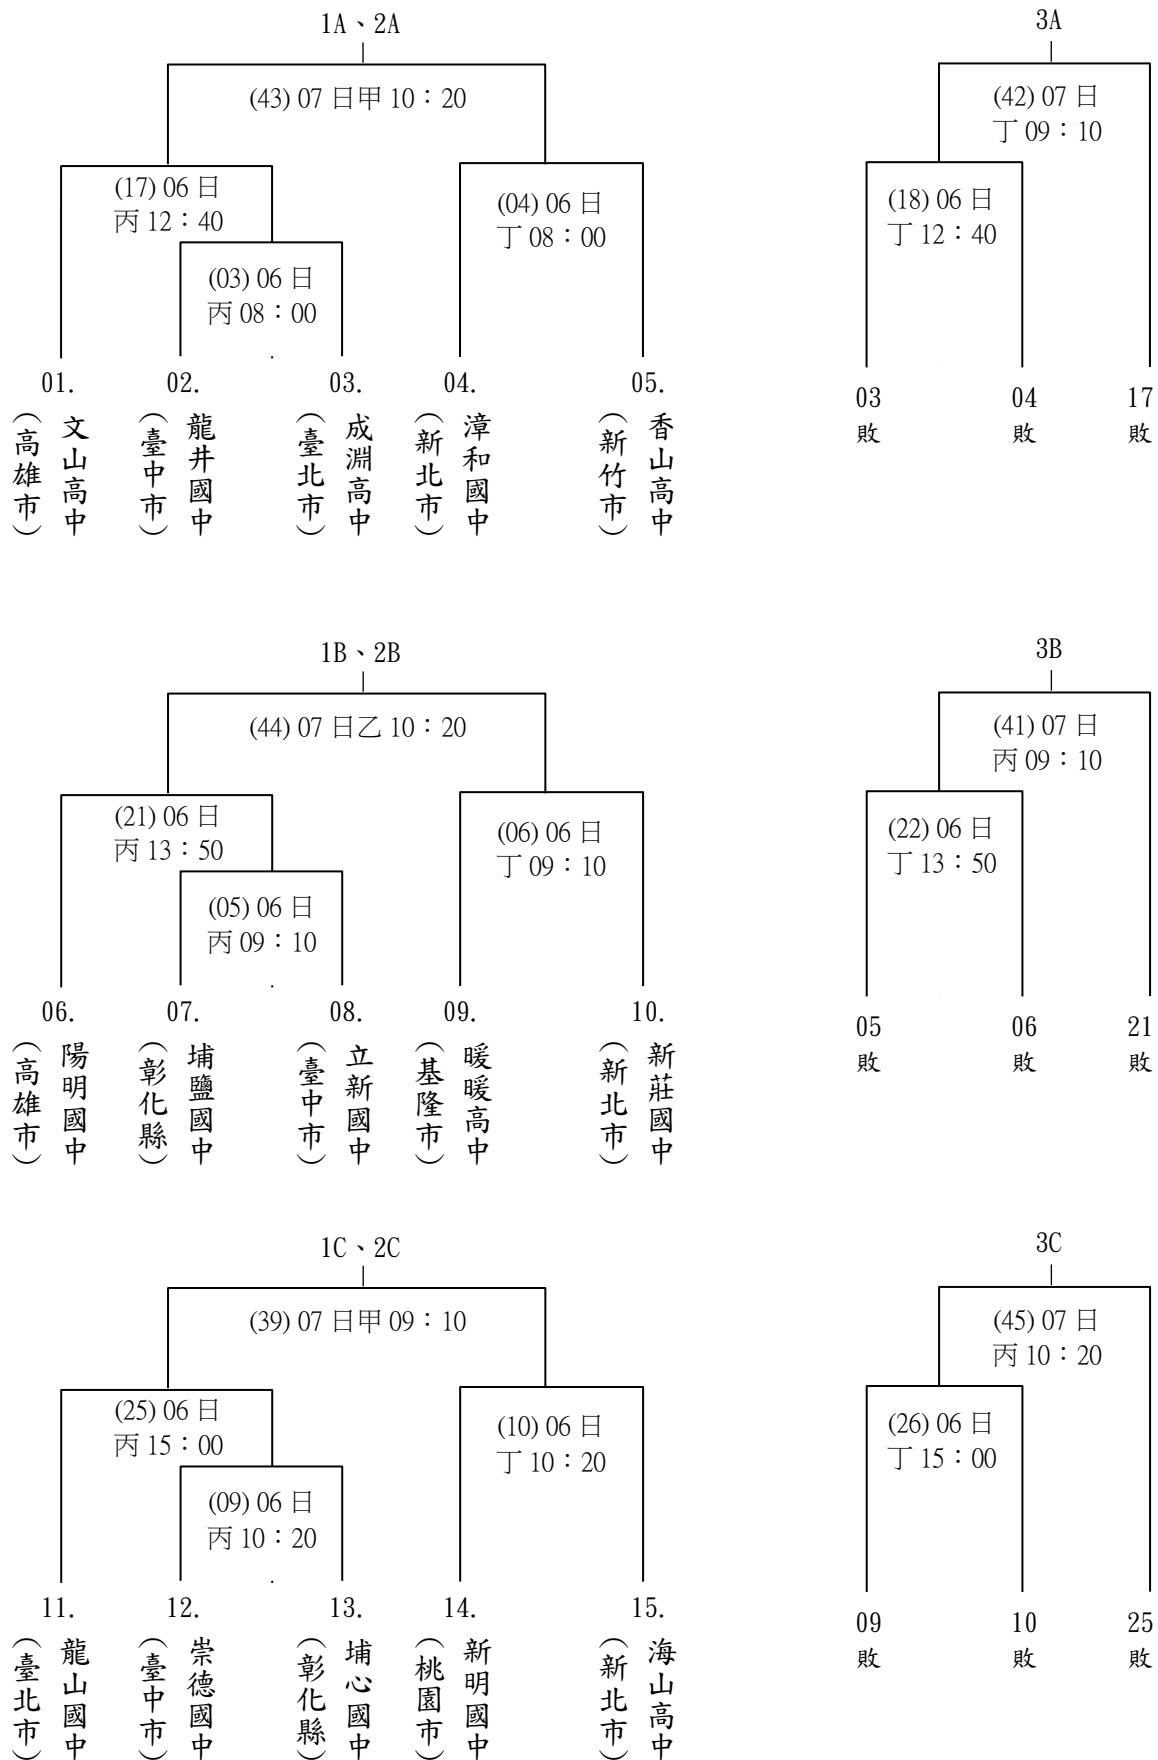 1A、2A
(43) 07 日甲 10：20
(17) 06 日
丙 12：40
(03) 06 日
丙 08：00
(04) 06 日
丁 08：00
01.
02.
03.
04.
05.
文山高中
(高雄市)
龍井國中
(臺中市)
成淵高中
(臺北市)
漳和國中
(新北市)
香山高中
(新竹市)
3A
(42) 07 日
丁 09：10
(18) 06 日
丁 12：40
03
敗
04
敗
17
敗
1B、2B
(44) 07 日乙 10：20
(21) 06 日
丙 13：50
(05) 06 日
丙 09：10
(06) 06 日
丁 09：10
06.
07.
08.
09.
10.
陽明國中
(高雄市)
埔鹽國中
(彰化縣)
立新國中
(臺中市)
暖暖高中
(基隆市)
新莊國中
(新北市)
3B
(41) 07 日
丙 09：10
(22) 06 日
丁 13：50
05
敗
06
敗
21
敗
1C、2C
(39) 07 日甲 09：10
(25) 06 日
丙 15：00
(09) 06 日
丙 10：20
(10) 06 日
丁 10：20
11.
12.
13.
14.
15.
龍山國中
(臺北市)
崇德國中
(臺中市)
埔心國中
(彰化縣)
新明國中
(桃園市)
海山高中
(新北市)
3C
(45) 07 日
丙 10：20
(26) 06 日
丁 15：00
09
敗
10
敗
25
敗